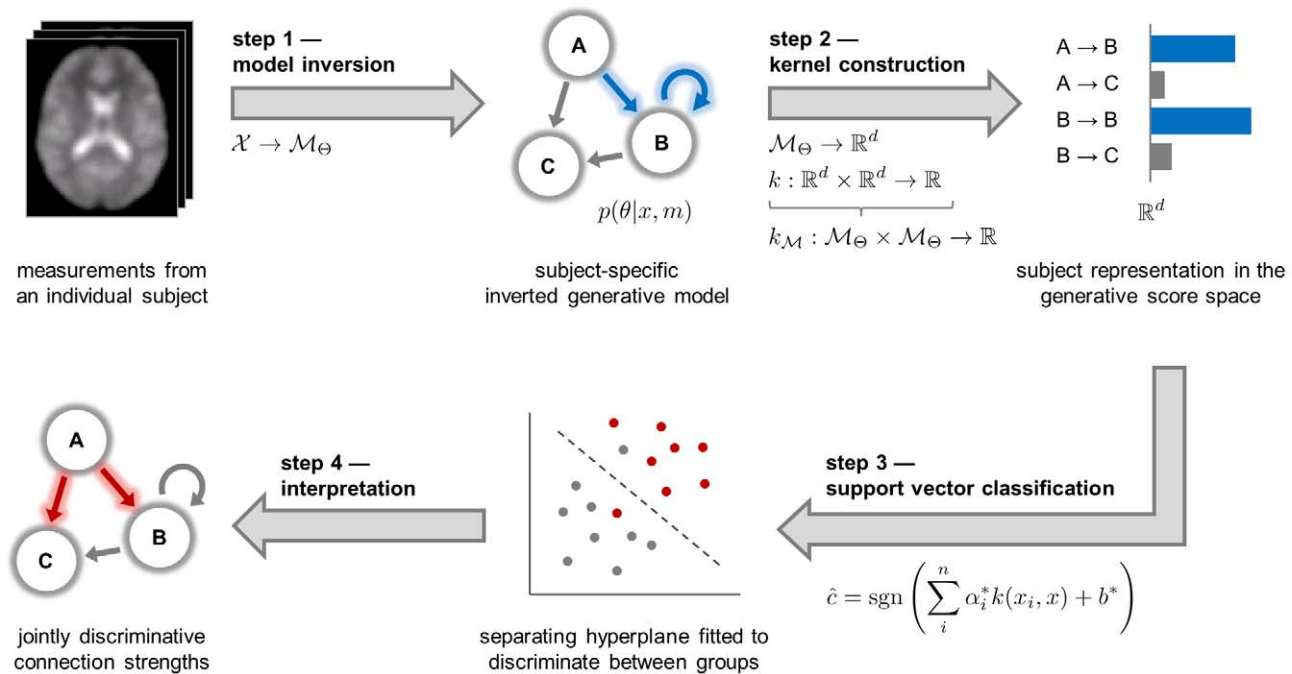 step 1 —
model inversion
𝒳 → ℳ_Θ
A
B
C
p(θ|x, m)
step 2 —
kernel construction
ℳ_Θ → ℝ^d
k : ℝ^d × ℝ^d → ℝ
k_ℳ : ℳ_Θ × ℳ_Θ → ℝ
A → B
A → C
B → B
B → C
ℝ^d
measurements from
an individual subject
subject-specific
inverted generative model
subject representation in the
generative score space
A
B
C
step 4 —
interpretation
step 3 —
support vector classification
ĉ = sgn ( ∑_i^n α_i^* k(x_i, x) + b^* )
jointly discriminative
connection strengths
separating hyperplane fitted to
discriminate between groups